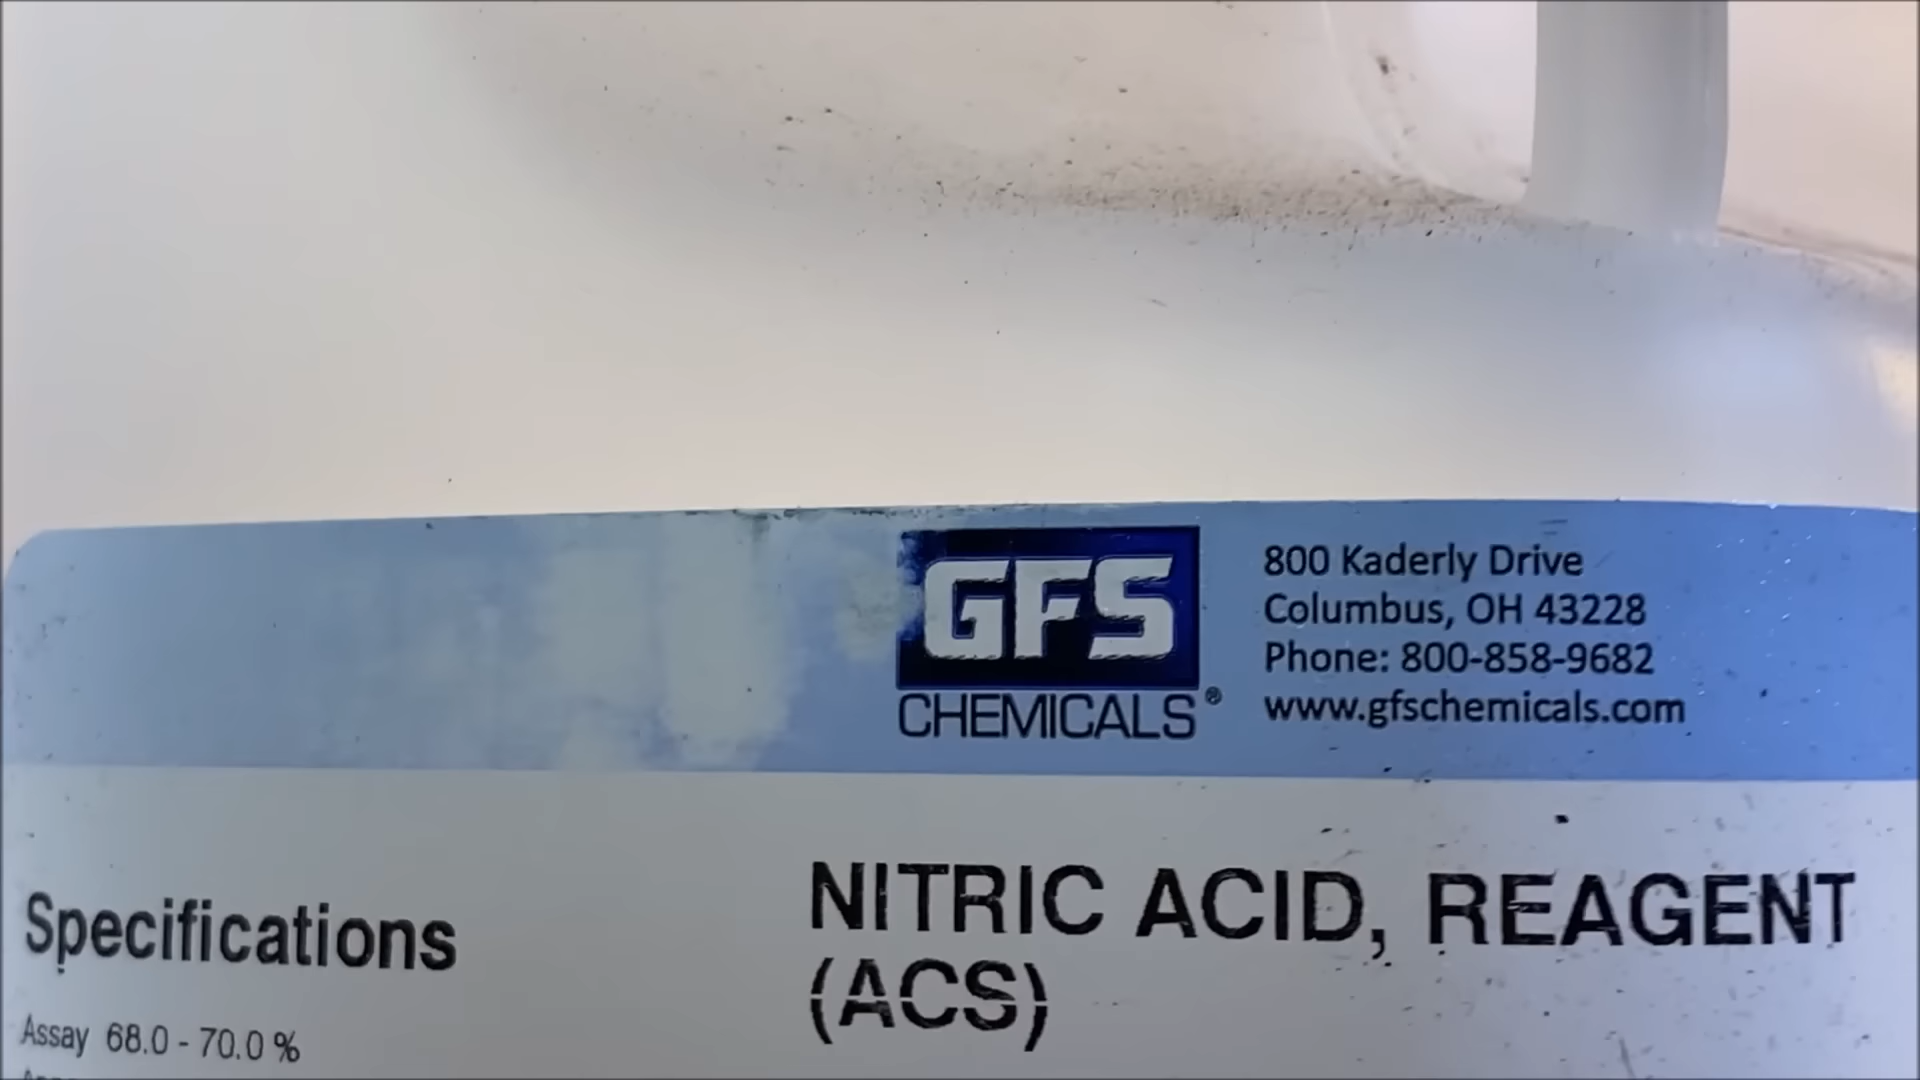 GFS
CHEMICALS®
800 Kaderly Drive
Columbus, OH 43228
Phone: 800-858-9682
www.gfschemicals.com
NITRIC ACID, REAGENT
(ACS)
Specifications
Assay 68.0 - 70.0 %